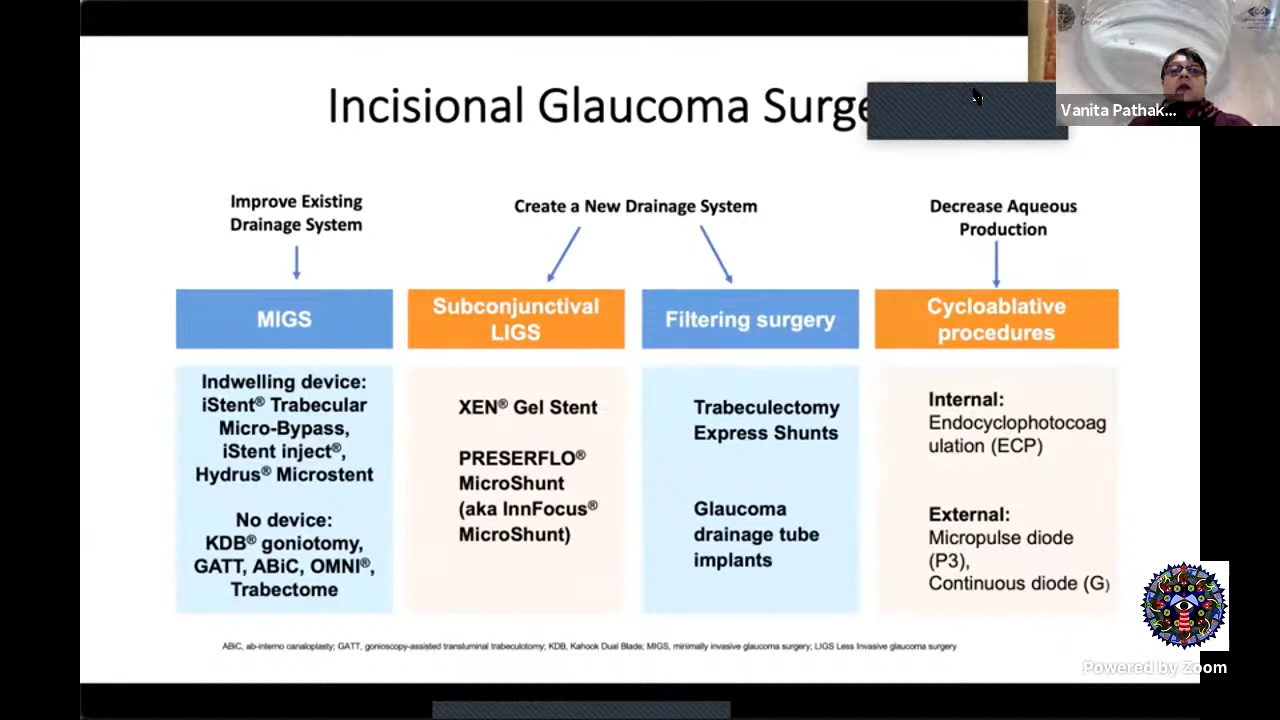 Incisional Glaucoma Surge
Vanita Pathak...
Improve Existing
Drainage System
Create a New Drainage System
Decrease Aqueous
Production
MIGS
Subconjunctival
LIGS
Filtering surgery
Cycloablative
procedures
Indwelling device:
iStent® Trabecular
Micro-Bypass,
iStent inject®,
Hydrus® Microstent
No device:
KDB® goniotomy,
GATT, ABiC, OMNI®,
Trabectome
XEN® Gel Stent
PRESERFLO®
MicroShunt
(aka InnFocus®
MicroShunt)
Trabeculectomy
Express Shunts
Glaucoma
drainage tube
implants
Internal:
Endocyclophotocoag
ulation (ECP)
External:
Micropulse diode
(P3),
Continuous diode (G)
ABiC, ab-interno canaloplasty; GATT, gonioscopy-assisted transluminal trabeculotomy; KDB, Kahook Dual Blade; MIGS, minimally invasive glaucoma surgery; LIGS Less Invasive glaucoma surgery
Powered by Zoom